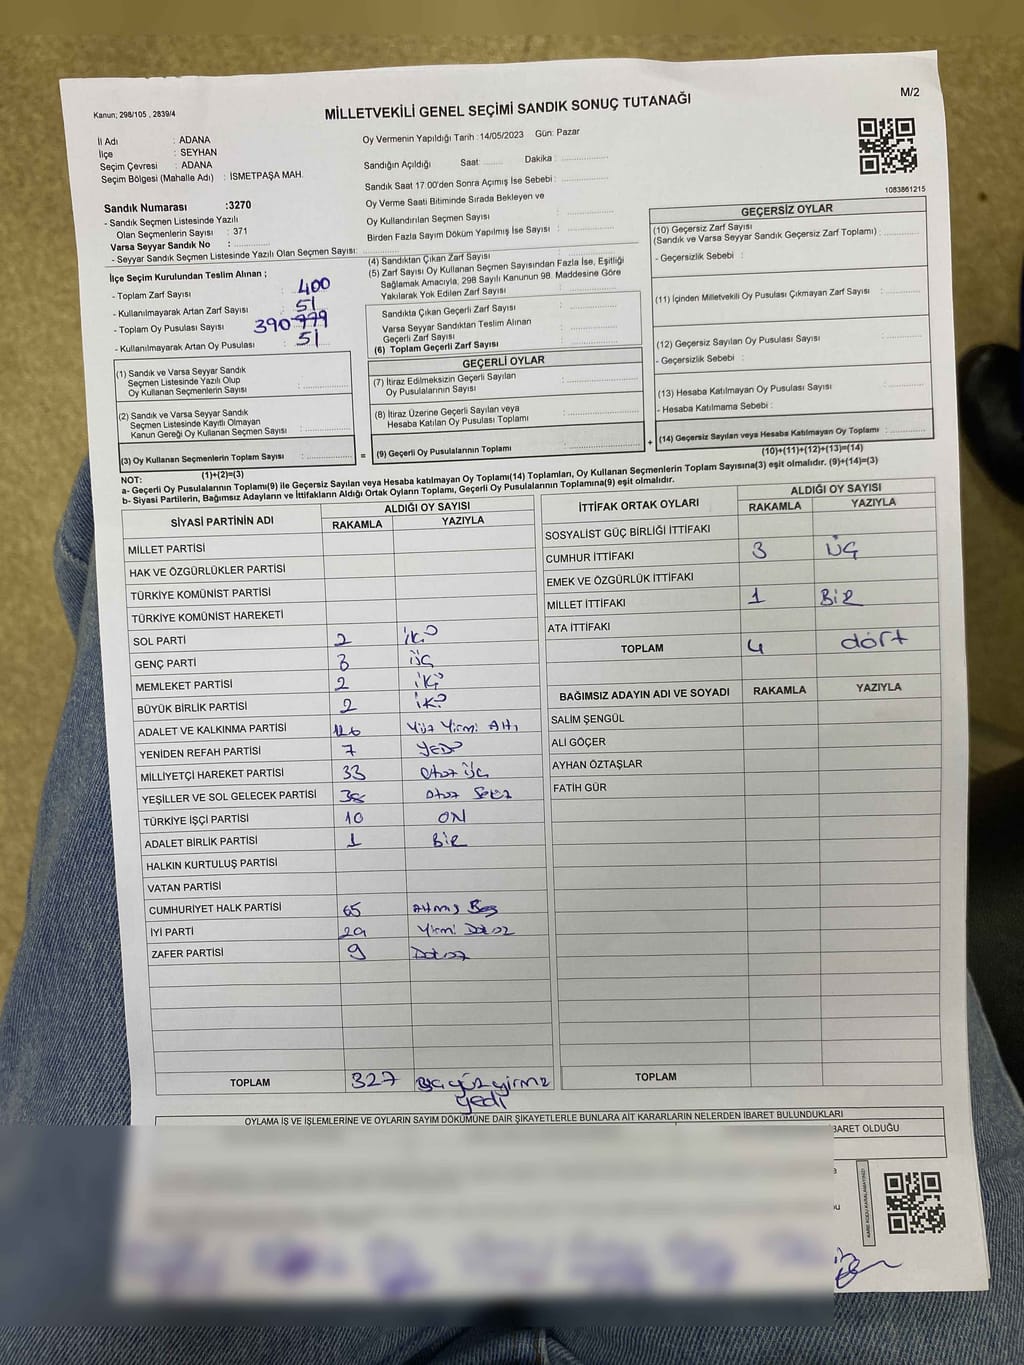 Kanun; 298/105 , 2839/4
MİLLETVEKİLİ GENEL SEÇİMİ SANDIK SONUÇ TUTANAĞI
M/2
İl Adı : ADANA
İlçe : SEYHAN
Seçim Çevresi : ADANA
Seçim Bölgesi (Mahalle Adı) : İSMETPAŞA MAH.
Sandık Numarası :3270
- Sandık Seçmen Listesinde Yazılı
Olan Seçmenlerin Sayısı : 371
Varsa Seyyar Sandık No : ............
- Seyyar Sandık Seçmen Listesinde Yazılı Olan Seçmen Sayısı: ............
Oy Vermenin Yapıldığı Tarih : 14/05/2023 Gün: Pazar
Sandığın Açıldığı Saat: ........ Dakika : ................
Sandık Saat 17:00'den Sonra Açılmış İse Sebebi : ................
Oy Verme Saati Bitiminde Sırada Bekleyen ve
Oy Kullandırılan Seçmen Sayısı : ................
Birden Fazla Sayım Döküm Yapılmış İse Sayısı : ................
1083861215
İlçe Seçim Kurulundan Teslim Alınan ;
- Toplam Zarf Sayısı : 400
- Kullanılmayarak Artan Zarf Sayısı : 51
- Toplam Oy Pusulası Sayısı : 390
- Kullanılmayarak Artan Oy Pusulası : 51
(4) Sandıktan Çıkan Zarf Sayısı : ................
(5) Zarf Sayısı Oy Kullanan Seçmen Sayısından Fazla İse, Eşitliği
Sağlamak Amacıyla; 298 Sayılı Kanunun 98. Maddesine Göre
Yakılarak Yok Edilen Zarf Sayısı : ................
Sandıkta Çıkan Geçerli Zarf Sayısı : ................
Varsa Seyyar Sandıktan Teslim Alınan
Geçerli Zarf Sayısı : ................
(6) Toplam Geçerli Zarf Sayısı : ................
GEÇERSİZ OYLAR
(10) Geçersiz Zarf Sayısı
(Sandık ve Varsa Seyyar Sandık Geçersiz Zarf Toplamı) : ............
- Geçersizlik Sebebi :
(11) İçinden Milletvekili Oy Pusulası Çıkmayan Zarf Sayısı : ............
(12) Geçersiz Sayılan Oy Pusulası Sayısı : ............
- Geçersizlik Sebebi :
(13) Hesaba Katılmayan Oy Pusulası Sayısı : ............
- Hesaba Katılmama Sebebi :
(14) Geçersiz Sayılan veya Hesaba Katılmayan Oy Toplamı : ............
(10)+(11)+(12)+(13)=(14)
(1) Sandık ve Varsa Seyyar Sandık
Seçmen Listesinde Yazılı Olup
Oy Kullanan Seçmenlerin Sayısı : ................
(2) Sandık ve Varsa Seyyar Sandık
Seçmen Listesinde Kayıtlı Olmayan
Kanun Gereği Oy Kullanan Seçmen Sayısı : ................
(3) Oy Kullanan Seçmenlerin Toplam Sayısı : ................
(1)+(2)=(3)
=
GEÇERLİ OYLAR
(7) İtiraz Edilmeksizin Geçerli Sayılan
Oy Pusulalarının Sayısı : ................
(8) İtiraz Üzerine Geçerli Sayılan veya
Hesaba Katılan Oy Pusulası Toplamı : ................
(9) Geçerli Oy Pusulalarının Toplamı : ................
+
NOT:
a- Geçerli Oy Pusulalarının Toplamı(9) ile Geçersiz Sayılan veya Hesaba katılmayan Oy Toplamı(14) Toplamları, Oy Kullanan Seçmenlerin Toplam Sayısına(3) eşit olmalıdır. (9)+(14)=(3)
b- Siyasi Partilerin, Bağımsız Adayların ve İttifakların Aldığı Ortak Oyların Toplamı, Geçerli Oy Pusulalarının Toplamına(9) eşit olmalıdır.
SİYASİ PARTİNİN ADI ALDIĞI OY SAYISI
RAKAMLA YAZIYLA
MİLLET PARTİSİ
HAK VE ÖZGÜRLÜKLER PARTİSİ
TÜRKİYE KOMÜNİST PARTİSİ
TÜRKİYE KOMÜNİST HAREKETİ
SOL PARTİ 2 iki
GENÇ PARTİ 3 üç
MEMLEKET PARTİSİ 2 iki
BÜYÜK BİRLİK PARTİSİ 2 iki
ADALET VE KALKINMA PARTİSİ 126 Yüz Yirmi Altı
YENİDEN REFAH PARTİSİ 7 YEDİ
MİLLİYETÇİ HAREKET PARTİSİ 33 Otuz üç
YEŞİLLER VE SOL GELECEK PARTİSİ 38 Otuz Sekiz
TÜRKİYE İŞÇİ PARTİSİ 10 ON
ADALET BİRLİK PARTİSİ 1 BİR
HALKIN KURTULUŞ PARTİSİ
VATAN PARTİSİ
CUMHURİYET HALK PARTİSİ 65 Altmış Beş
İYİ PARTİ 29 Yirmi Dokuz
ZAFER PARTİSİ 9 Dokuz
TOPLAM 327 üç yüz yirmi
yedi
İTTİFAK ORTAK OYLARI ALDIĞI OY SAYISI
RAKAMLA YAZIYLA
SOSYALİST GÜÇ BİRLİĞİ İTTİFAKI
CUMHUR İTTİFAKI 3 ÜÇ
EMEK VE ÖZGÜRLÜK İTTİFAKI
MİLLET İTTİFAKI 1 BİR
ATA İTTİFAKI
TOPLAM 4 dört
BAĞIMSIZ ADAYIN ADI VE SOYADI RAKAMLA YAZIYLA
SALİM ŞENGÜL
ALİ GÖÇER
AYHAN ÖZTAŞLAR
FATİH GÜR
TOPLAM
OYLAMA İŞ VE İŞLEMLERİNE VE OYLARIN SAYIM DÖKÜMÜNE DAİR ŞİKAYETLERLE BUNLARA AİT KARARLARIN NELERDEN İBARET BULUNDUKLARI
İBARET OLDUĞU